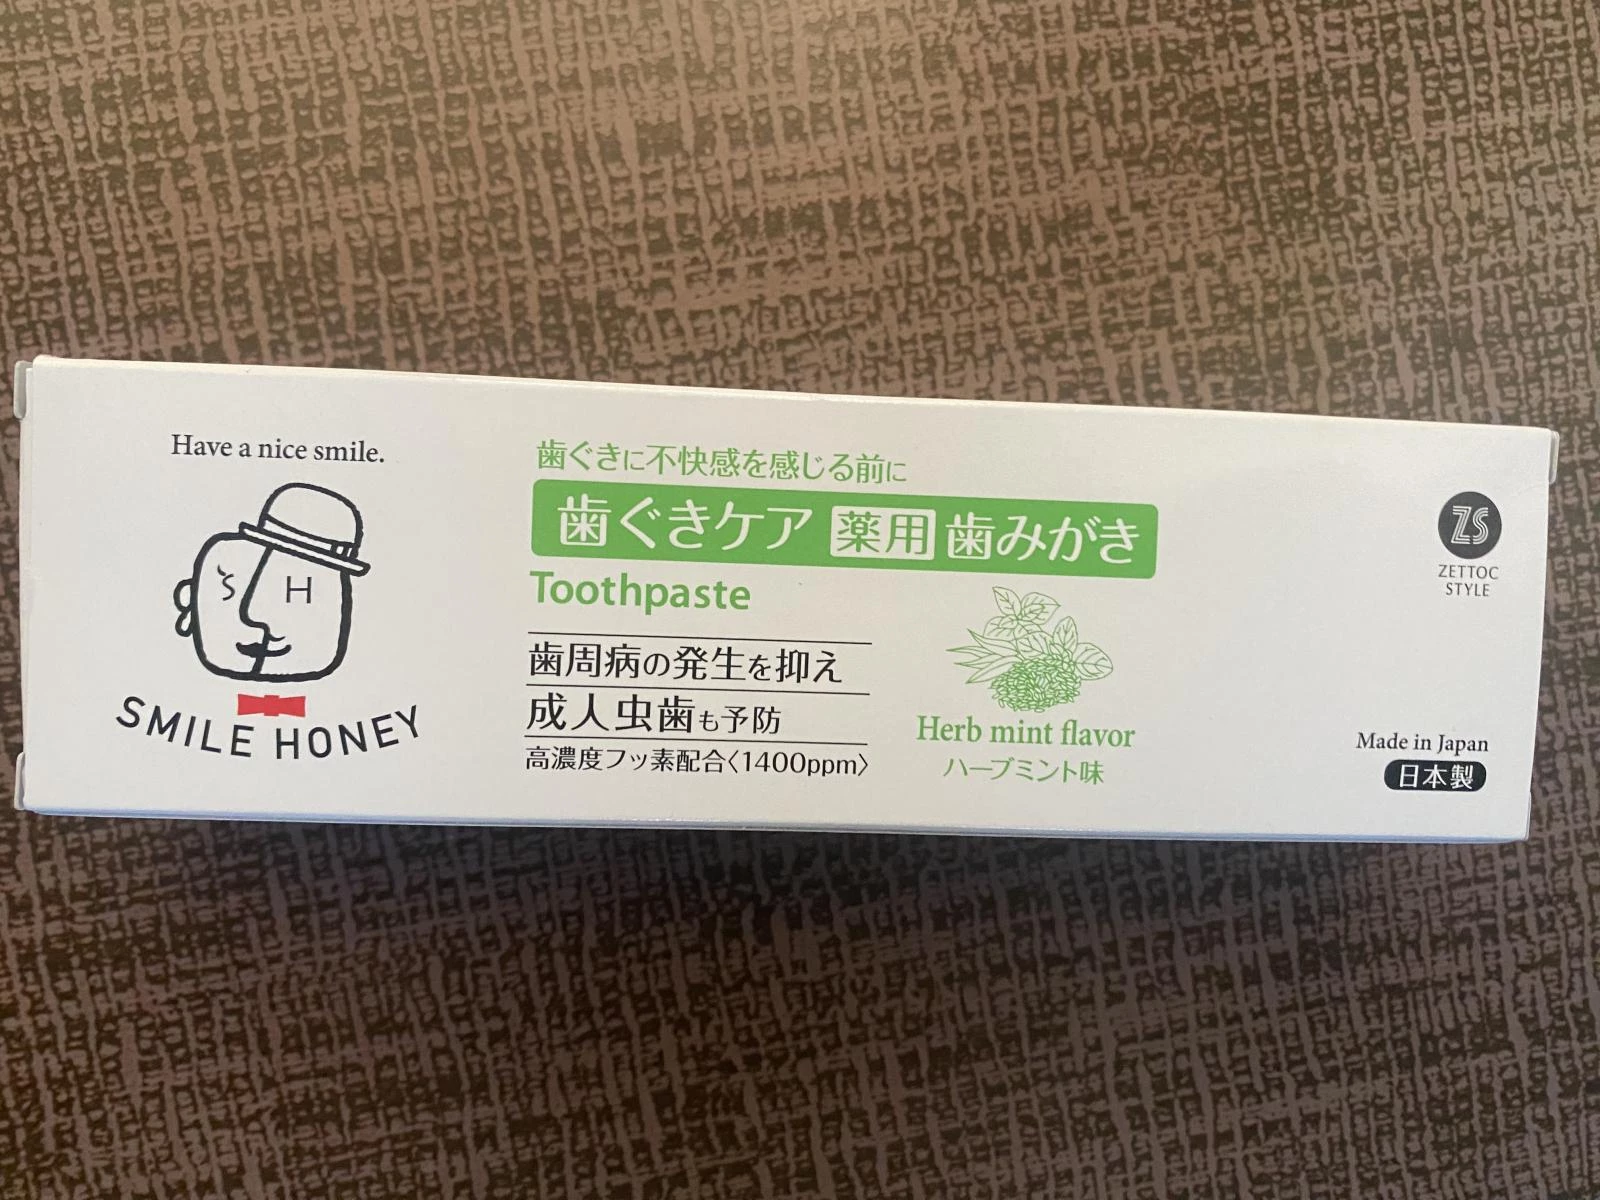 Have a nice smile.
S H
SMILE HONEY
歯ぐきに不快感を感じる前に
歯ぐきケア 薬用 歯みがき
Toothpaste
歯周病の発生を抑え
成人虫歯も予防
高濃度フッ素配合〈1400ppm〉
Herb mint flavor
ハーブミント味
ZS
ZETTOC
STYLE
Made in Japan
日本製